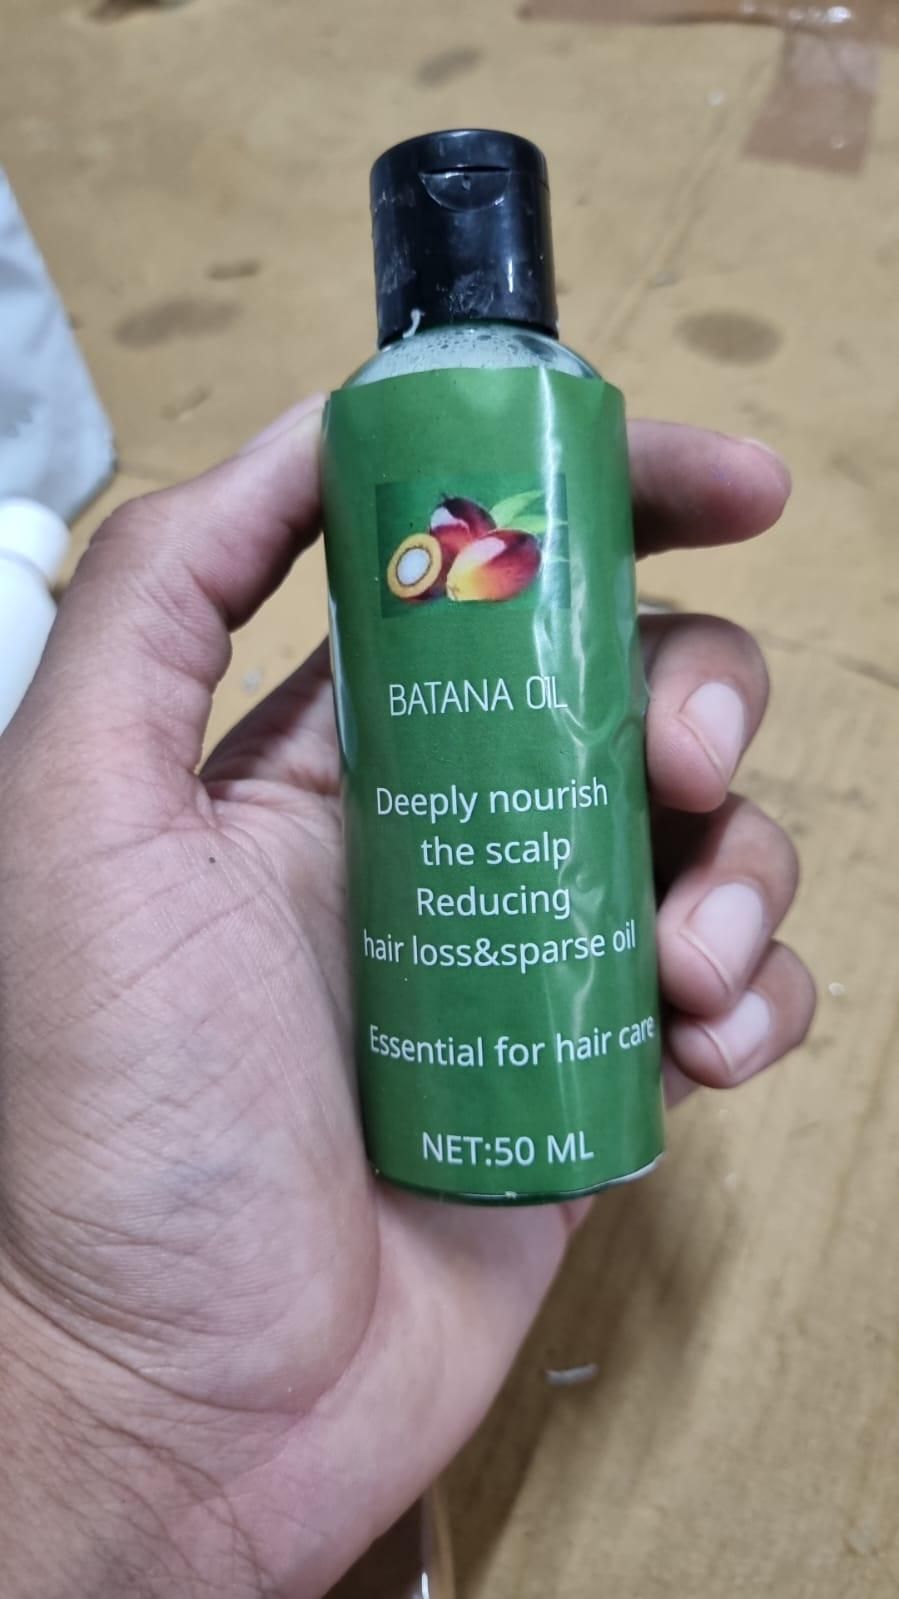 BATANA OIL
Deeply nourish
the scalp
Reducing
hair loss&sparse oil
Essential for hair care
NET:50 ML